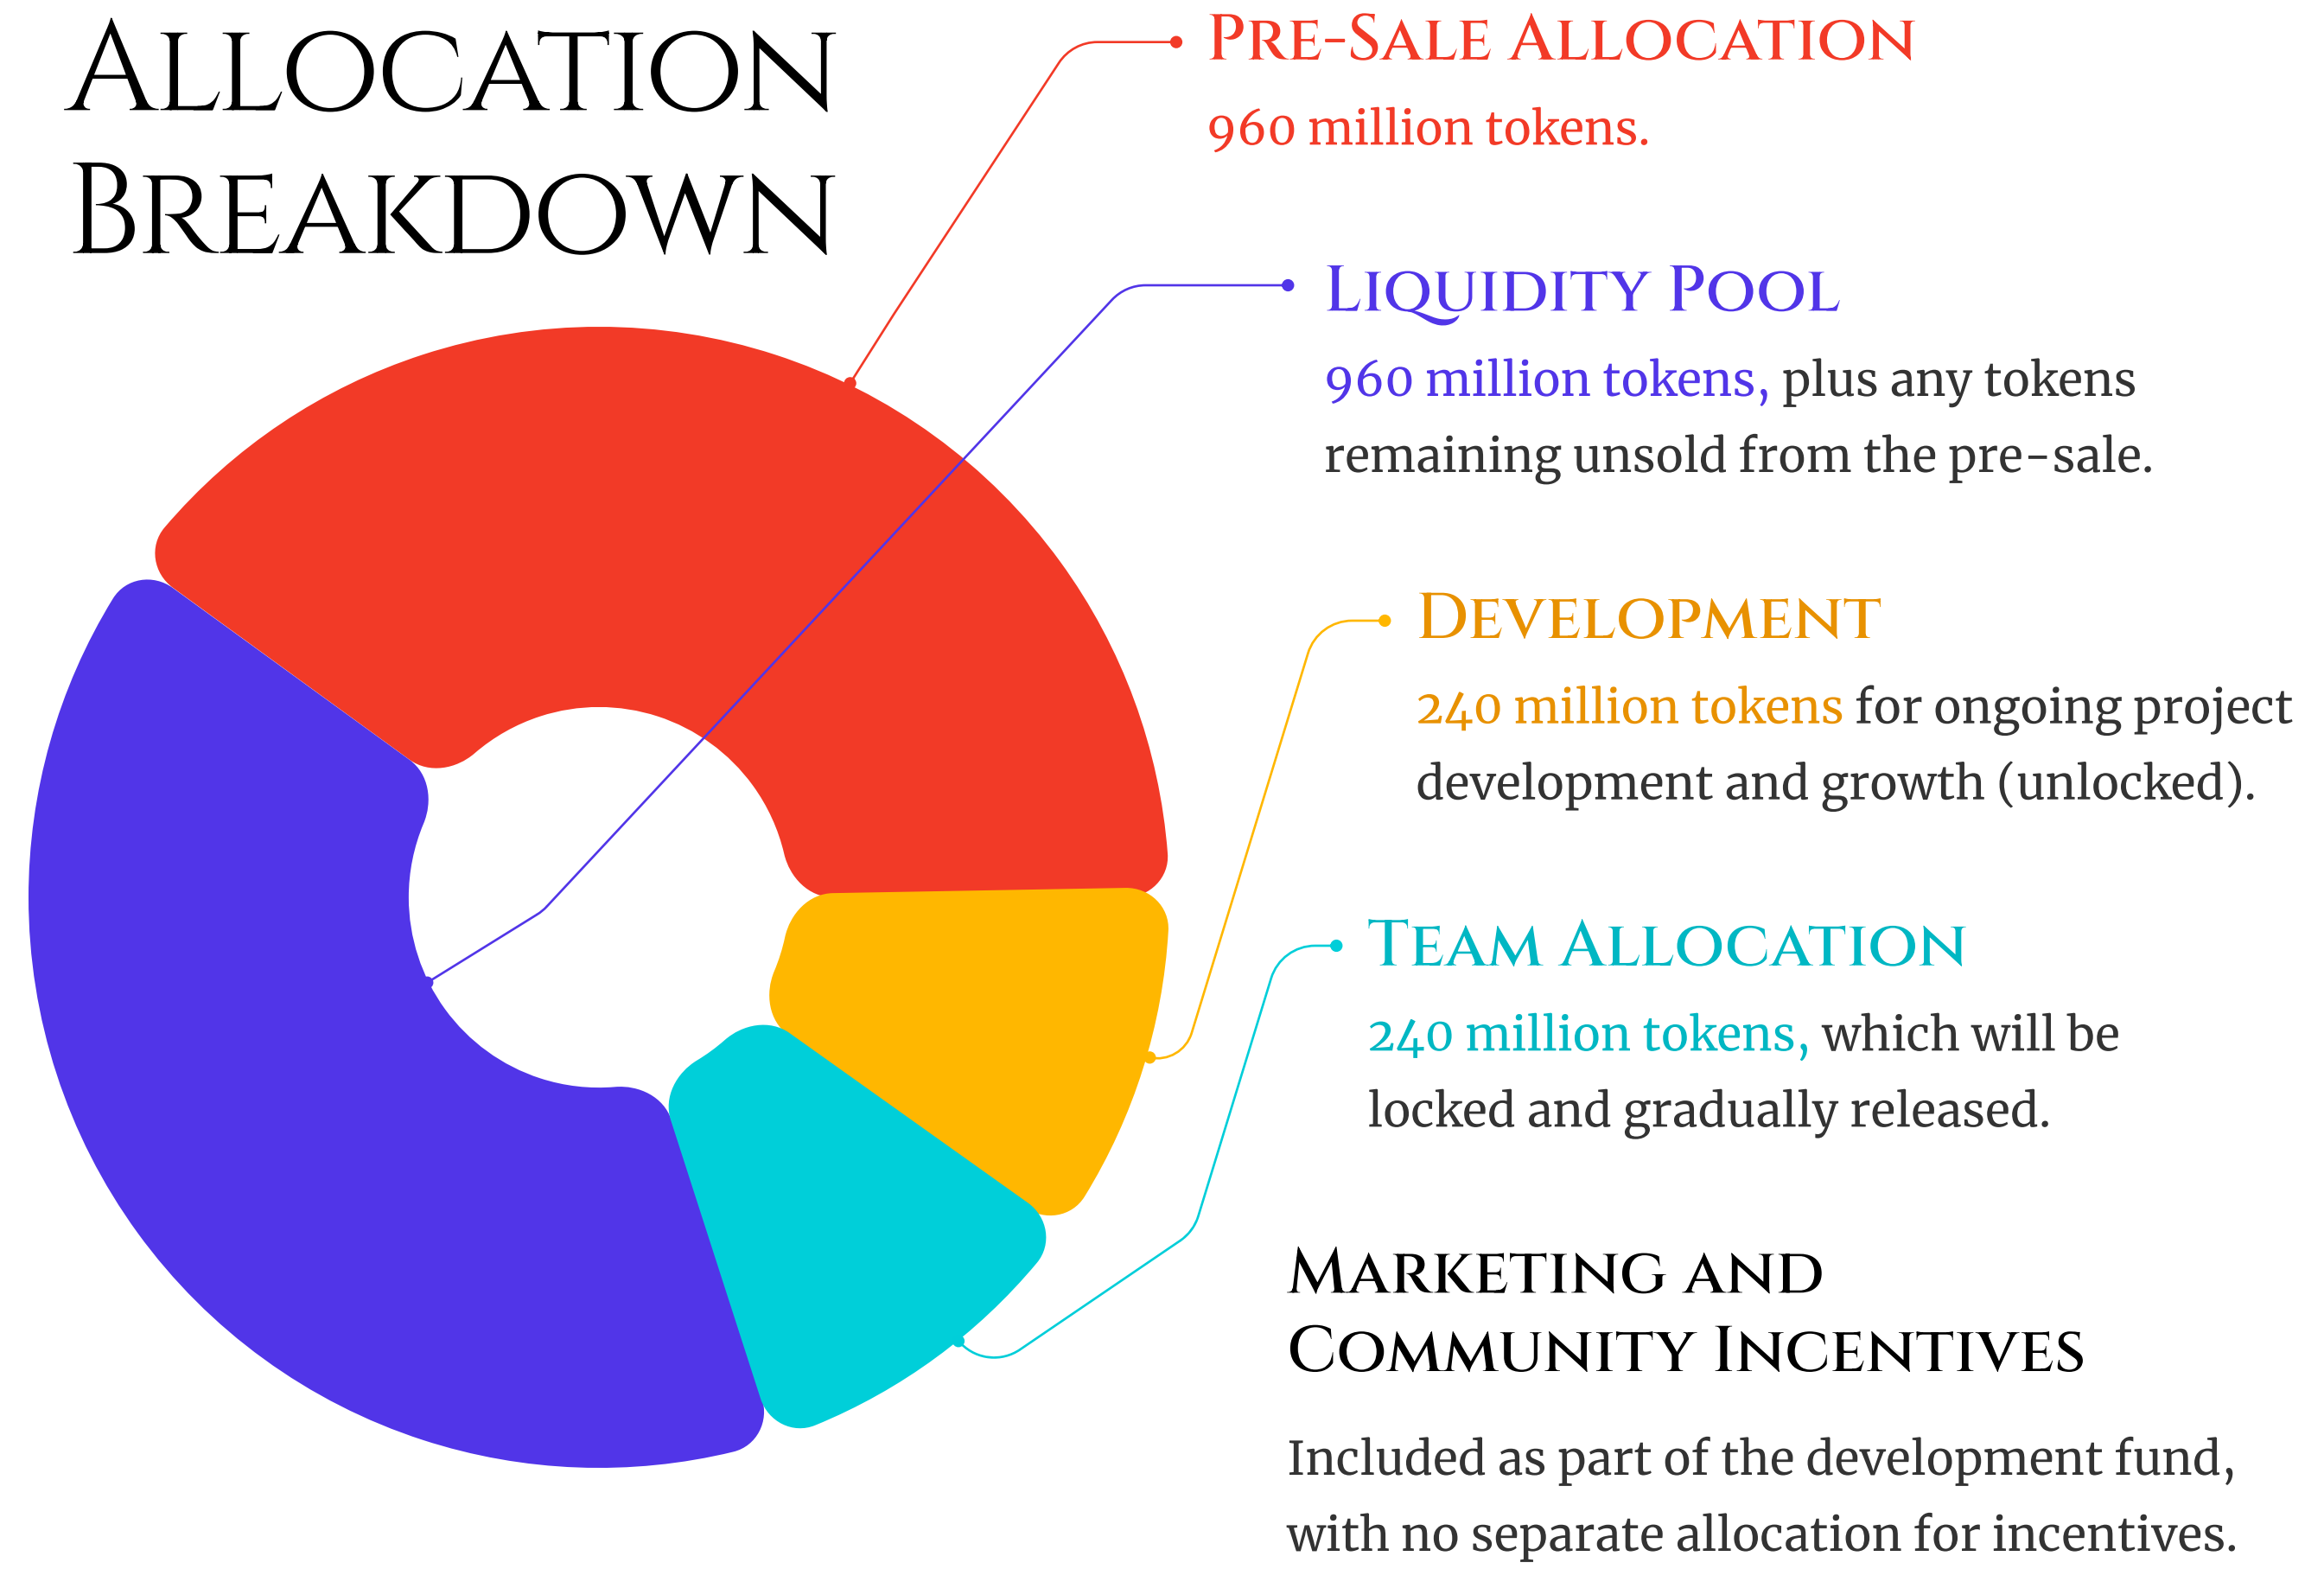 Allocation
Breakdown
Pre-Sale Allocation
960 million tokens.
Liquidity Pool
960 million tokens, plus any tokens
remaining unsold from the pre-sale.
Development
240 million tokens for ongoing project
development and growth (unlocked).
Team Allocation
240 million tokens, which will be
locked and gradually released.
Marketing and
Community Incentives
Included as part of the development fund,
with no separate allocation for incentives.